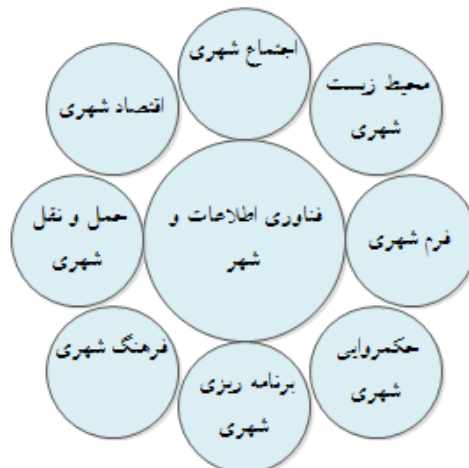 اجتماع شهری
محیط زیست
شهری
اقتصاد شهری
فناوری اطلاعات و
شهر
حمل و نقل
شهری
فرم شهری
فرهنگ شهری
حکمروایی
شهری
برنامه ریزی
شهری